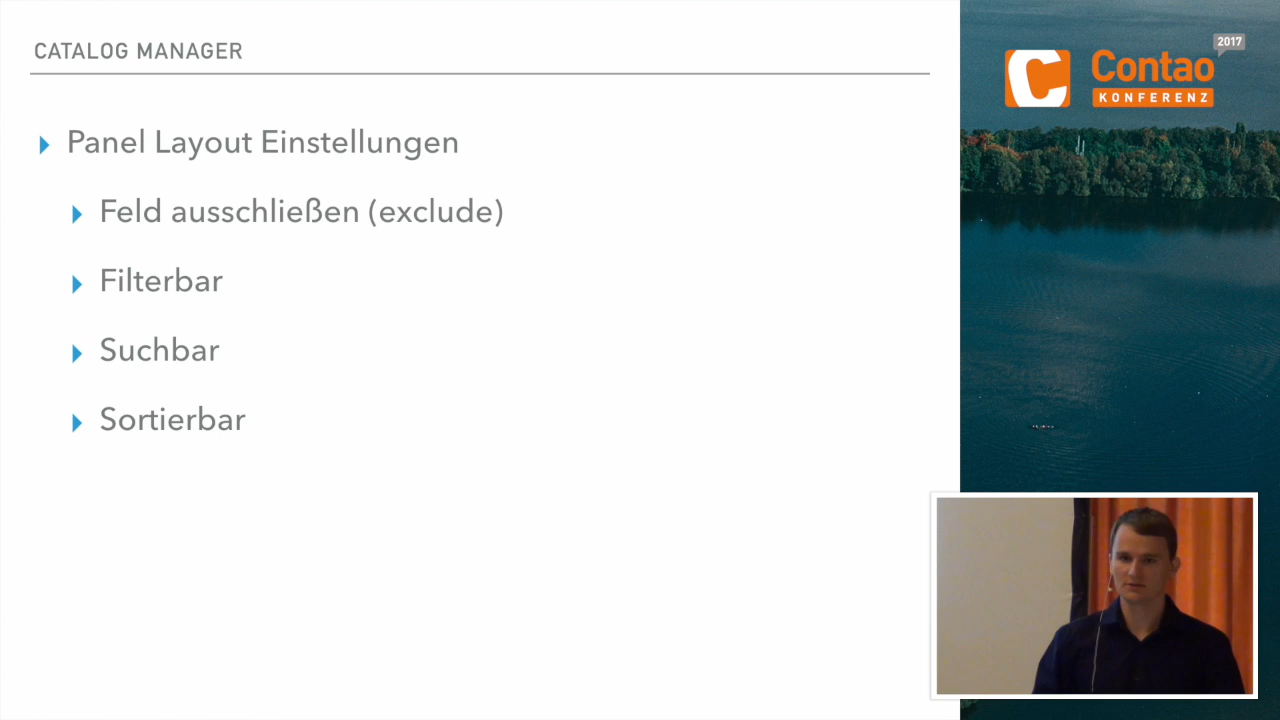 CATALOG MANAGER
Panel Layout Einstellungen
Feld ausschließen (exclude)
Filterbar
Suchbar
Sortierbar
2017
Contao
KONFERENZ